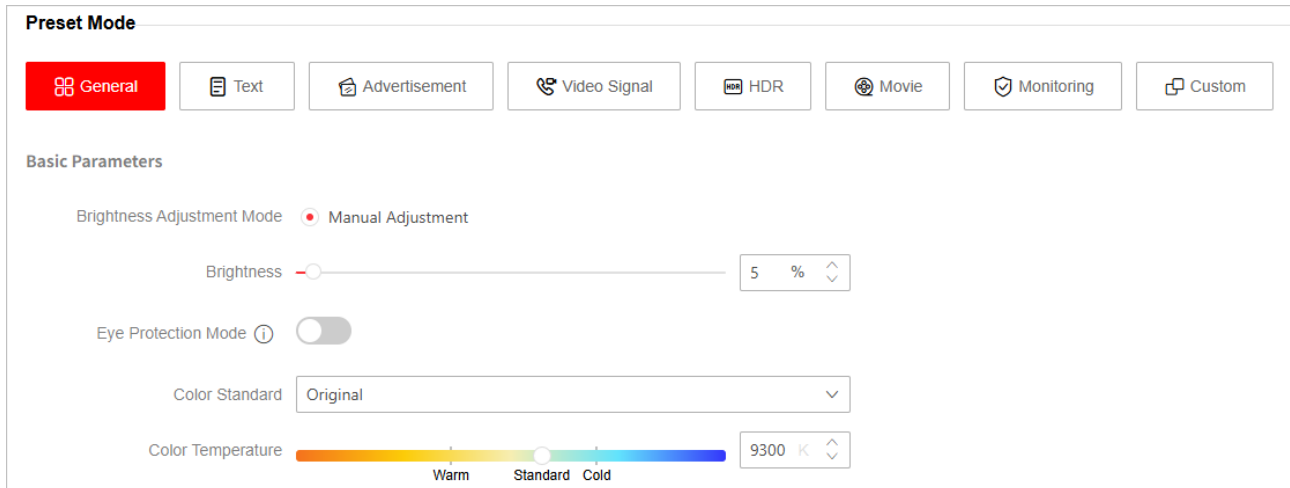 Preset Mode
General Text Advertisement Video Signal HDR HDR Movie Monitoring Custom
Basic Parameters
Brightness Adjustment Mode Manual Adjustment
Brightness 5 %
Eye Protection Mode i
Color Standard Original
Color Temperature 9300 K
Warm Standard Cold